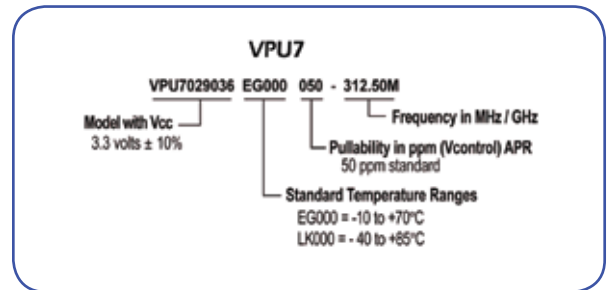 VPU7
VPU7029036 EG000 050 - 312.50M
Frequency in MHz / GHz
Model with Vcc
3.3 volts ± 10%
Pullability in ppm (Vcontrol) APR
50 ppm standard
Standard Temperature Ranges
EG000 = -10 to +70°C
LK000 = - 40 to +85°C